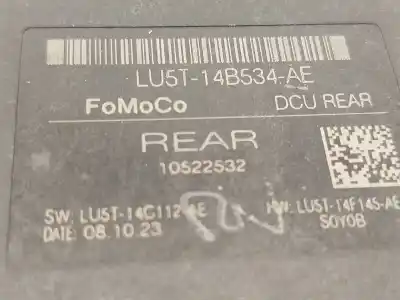 LU5T-14B534-AE
FoMoCo DCU REAR
REAR
10522532
SW: LU5T-14C112-AE HW: LU5T-14F145-AE
DATE: 08.10.23 S0Y0B